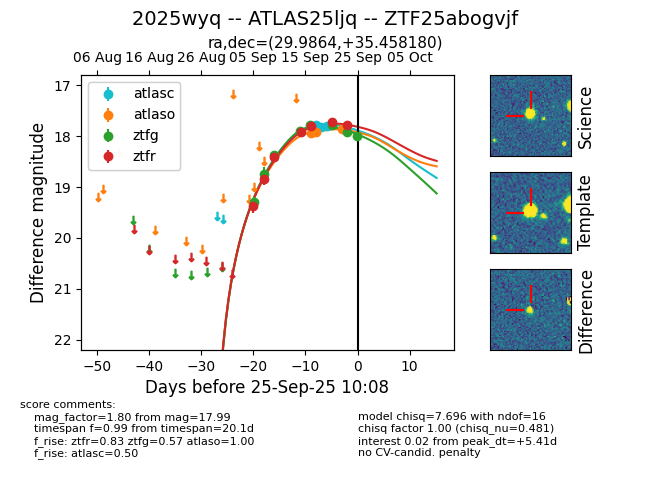 2025wyq -- ATLAS25ljq -- ZTF25abogvjf
ra,dec=(29.9864,+35.458180)
06 Aug 16 Aug 26 Aug 05 Sep 15 Sep 25 Sep 05 Oct
17
18
19
20
21
22
Difference magnitude
atlasc
atlaso
ztfg
ztfr
−50 −40 −30 −20 −10 0 10
Days before 25-Sep-25 10:08
Science
Template
Difference
score comments:
mag_factor=1.80 from mag=17.99
timespan f=0.99 from timespan=20.1d
f_rise: ztfr=0.83 ztfg=0.57 atlaso=1.00
f_rise: atlasc=0.50
model chisq=7.696 with ndof=16
chisq factor 1.00 (chisq_nu=0.481)
interest 0.02 from peak_dt=+5.41d
no CV-candid. penalty